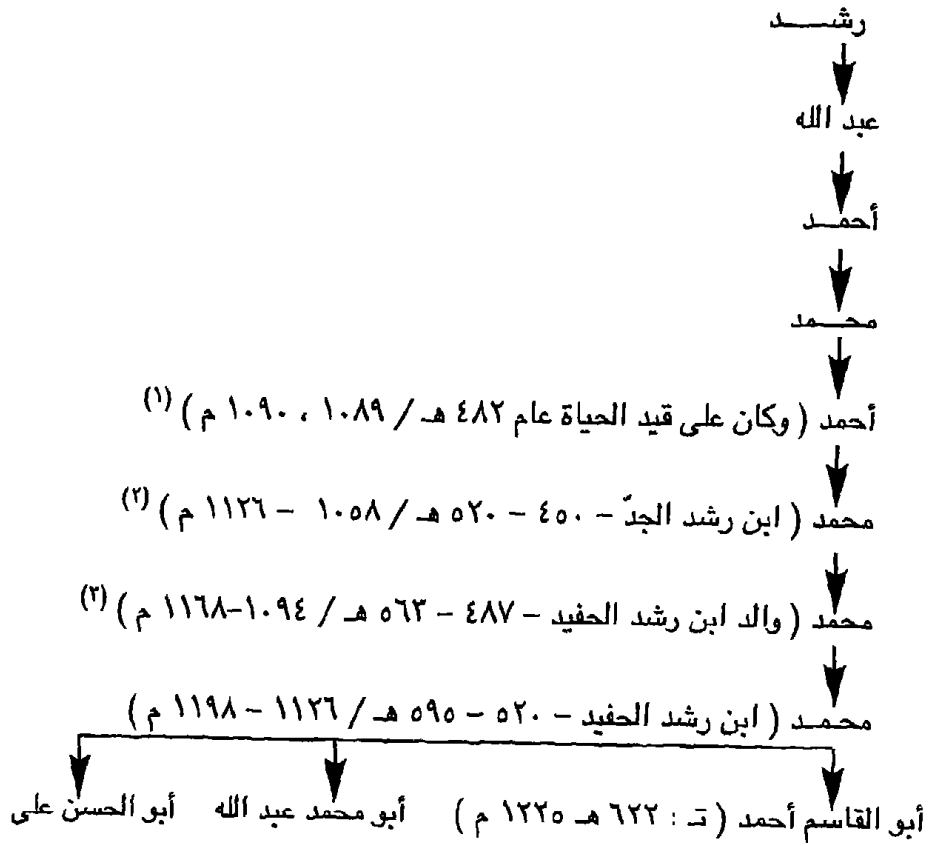 رشد
عبد الله
أحمد
محمد
أحمد ( وكان على قيد الحياة عام ٤٨٢ هـ / ١٠٨٩ ، ١٠٩٠ م ) (١)
محمد ( ابن رشد الجدّ – ٤٥٠ – ٥٢٠ هـ / ١٠٥٨ – ١١٢٦ م ) (٢)
محمد ( والد ابن رشد الحفيد – ٤٨٧ – ٥٦٣ هـ / ١٠٩٤-١١٦٨ م ) (٣)
محمد ( ابن رشد الحفيد – ٥٢٠ – ٥٩٥ هـ / ١١٢٦ – ١١٩٨ م )
أبو القاسم أحمد ( تـ : ٦٢٢ هـ ١٢٢٥ م ) أبو محمد عبد الله أبو الحسن على